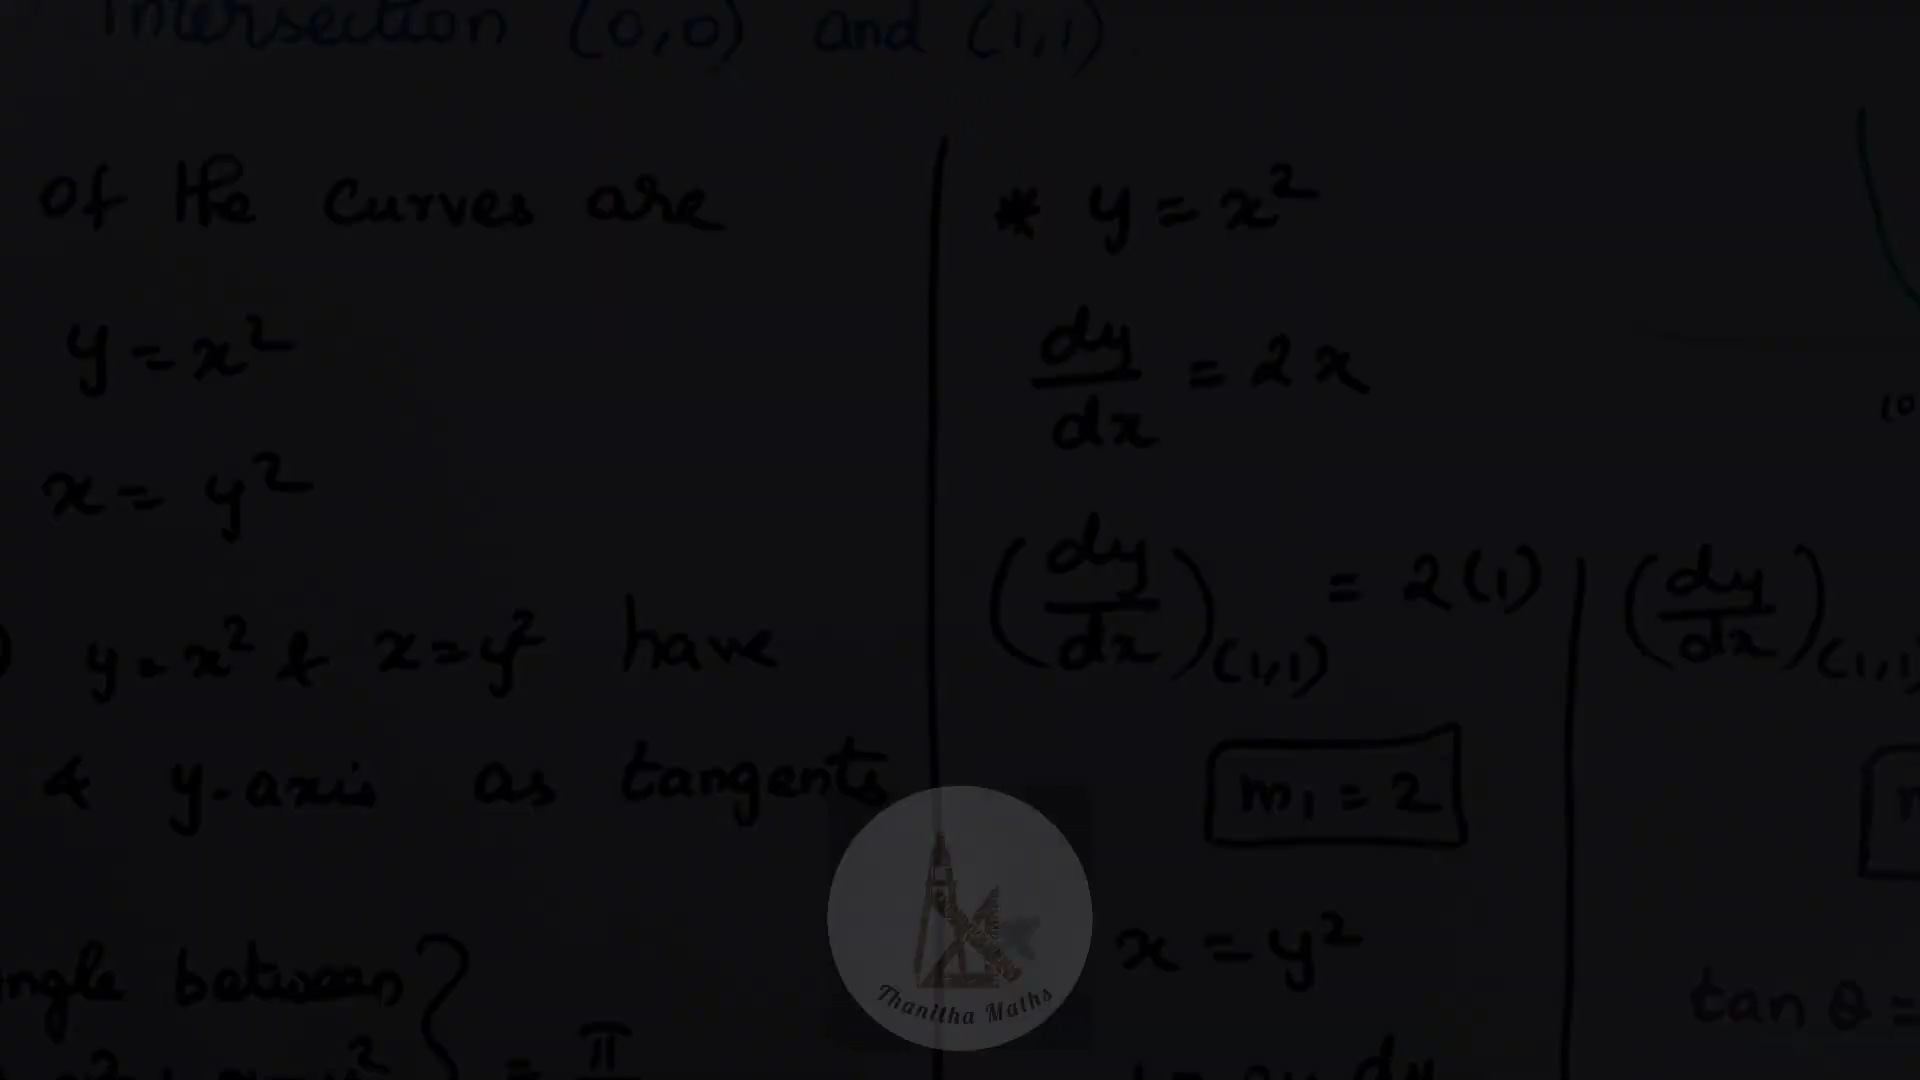 Intersection (0,0) and (1,1).
of the curves are
y = x²
x = y²
) y = x² & x = y² have
& y-axis as tangents
ngle between
= π
* y = x²
dy/dx = 2x
(dy/dx)(1,1) = 2(1)
m₁ = 2
x = y²
dy
(dy/dx)(1,1
tan θ =
Thanitha Maths